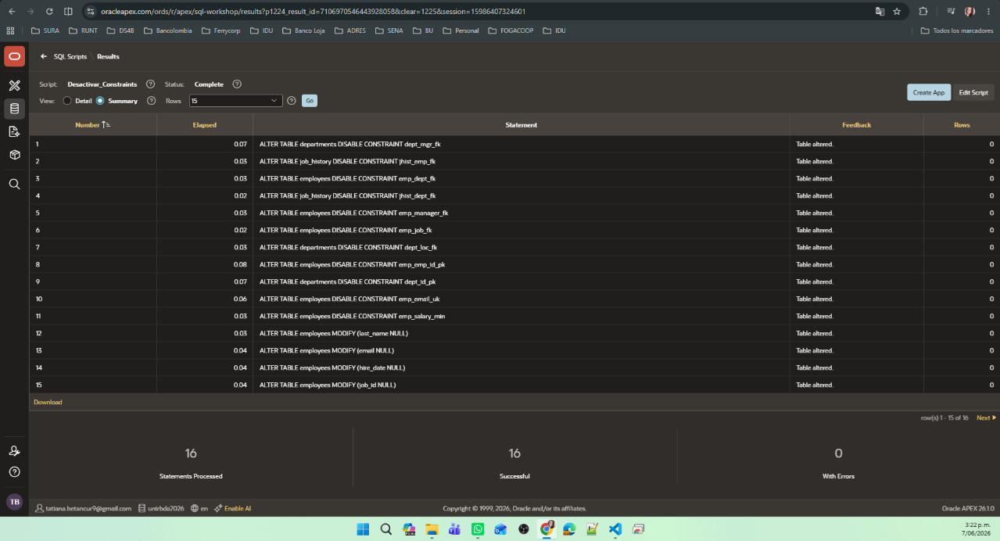 oracleapex.com/ords/r/apex/sql-workshop/results?p1224_result_id=7106970546443928058&clear=1225&session=15986407324601
SURA RUNT DS4B Bancolombia Ferrycorp IDU Banco Loja ADRES SENA BU Personal FOGACOOP IDU Todos los marcadores
SQL Scripts \ Results
Script: Desactivar_Constraints ? Status: Complete ?
View: Detail Summary ? Rows 15 ? Go
Create App Edit Script
Number Elapsed Statement Feedback Rows
1 0.07 ALTER TABLE departments DISABLE CONSTRAINT dept_mgr_fk Table altered. 0
2 0.03 ALTER TABLE job_history DISABLE CONSTRAINT jhist_emp_fk Table altered. 0
3 0.03 ALTER TABLE employees DISABLE CONSTRAINT emp_dept_fk Table altered. 0
4 0.02 ALTER TABLE job_history DISABLE CONSTRAINT jhist_dept_fk Table altered. 0
5 0.03 ALTER TABLE employees DISABLE CONSTRAINT emp_manager_fk Table altered. 0
6 0.02 ALTER TABLE employees DISABLE CONSTRAINT emp_job_fk Table altered. 0
7 0.03 ALTER TABLE departments DISABLE CONSTRAINT dept_loc_fk Table altered. 0
8 0.08 ALTER TABLE employees DISABLE CONSTRAINT emp_emp_id_pk Table altered. 0
9 0.07 ALTER TABLE departments DISABLE CONSTRAINT dept_id_pk Table altered. 0
10 0.06 ALTER TABLE employees DISABLE CONSTRAINT emp_email_uk Table altered. 0
11 0.03 ALTER TABLE employees DISABLE CONSTRAINT emp_salary_min Table altered. 0
12 0.03 ALTER TABLE employees MODIFY (last_name NULL) Table altered. 0
13 0.04 ALTER TABLE employees MODIFY (email NULL) Table altered. 0
14 0.04 ALTER TABLE employees MODIFY (hire_date NULL) Table altered. 0
15 0.04 ALTER TABLE employees MODIFY (job_id NULL) Table altered. 0
Download
row(s) 1 - 15 of 16 Next
16 16 0
Statements Processed Successful With Errors
TB
tatiana.betancur9@gmail.com unirbda2026 en Enable AI Copyright © 1999, 2026, Oracle and/or its affiliates. Oracle APEX 26.1.0
3:22 p. m.
7/06/2026